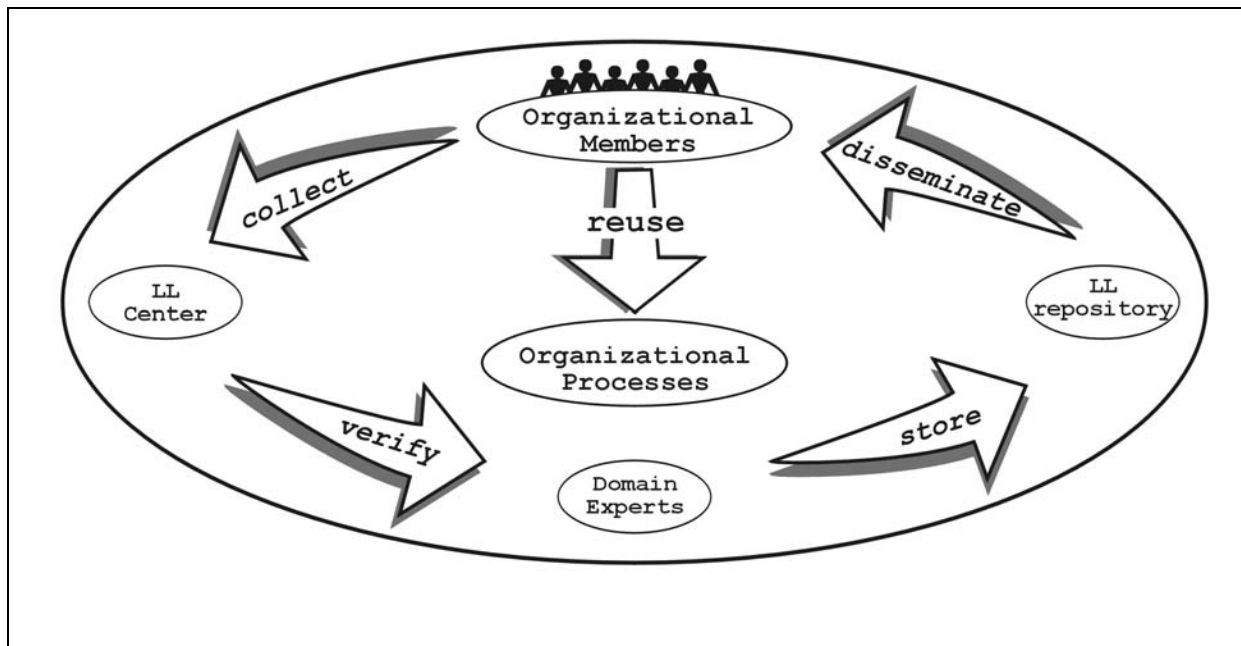 Organizational
Members
collect
disseminate
reuse
LL
Center
LL
repository
Organizational
Processes
verify
store
Domain
Experts